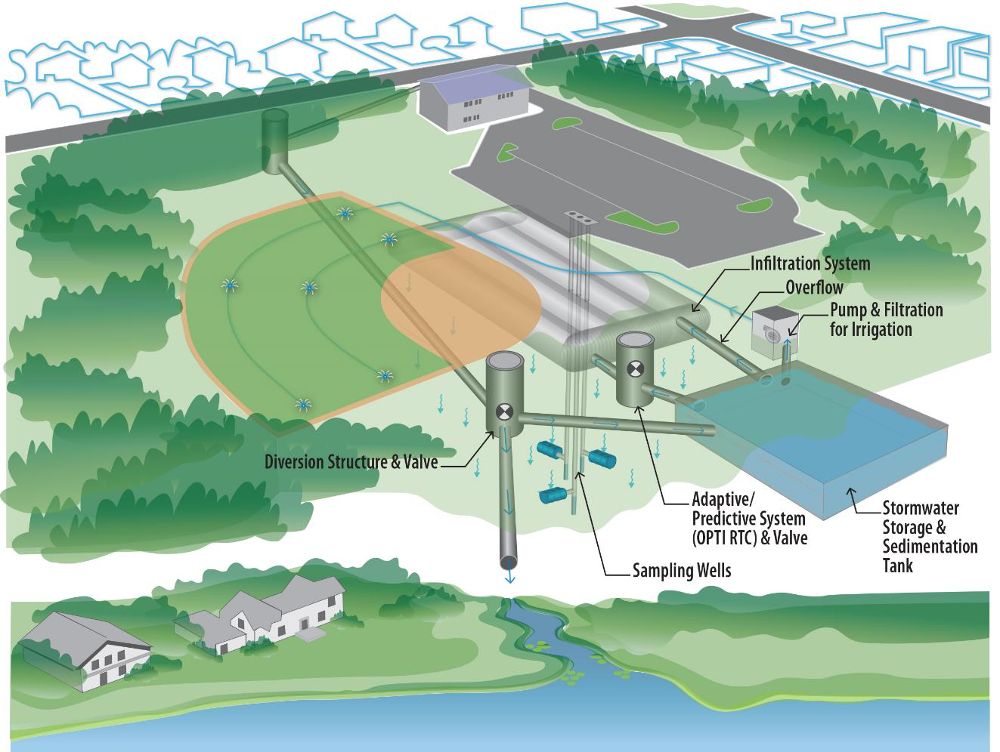 Infiltration System
Overflow
Pump & Filtration
for Irrigation
Diversion Structure & Valve
Adaptive/
Predictive System
(OPTI RTC) & Valve
Stormwater
Storage &
Sedimentation
Tank
Sampling Wells